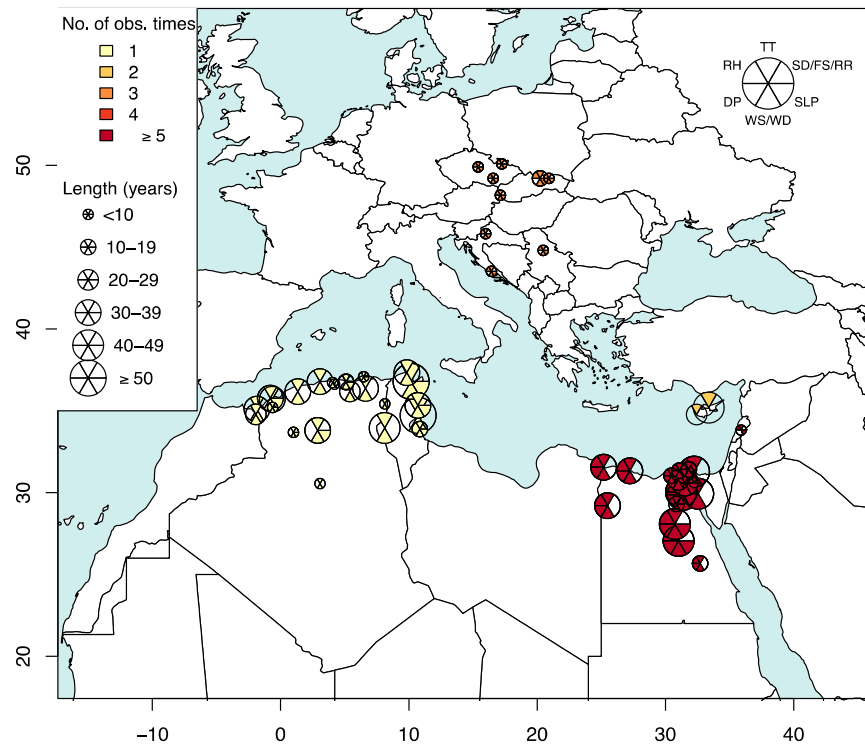 No. of obs. times
1
2
3
4
≥ 5
Length (years)
<10
10–19
20–29
30–39
40–49
≥ 50
TT
RH
SD/FS/RR
DP
SLP
WS/WD
50
40
30
20
−10
0
10
20
30
40